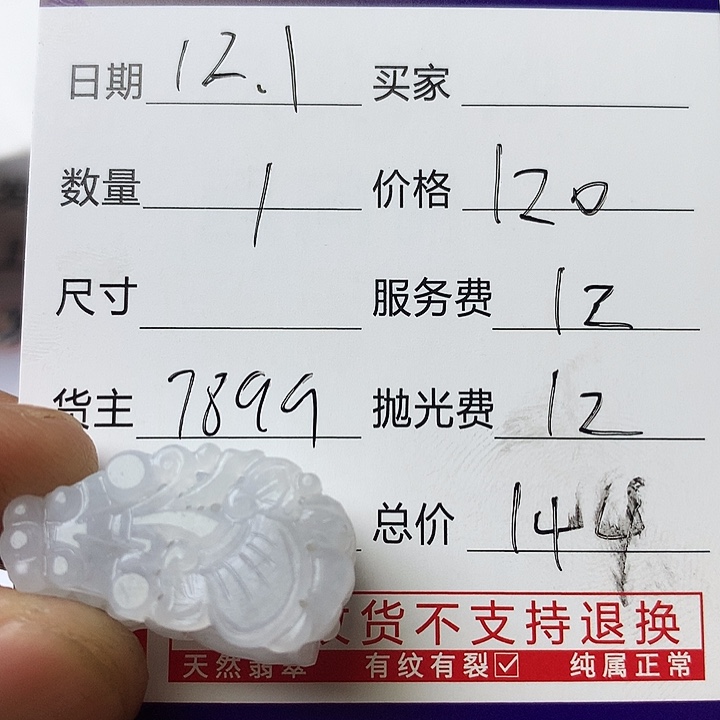 日期 12.1 买家
数量 1 价格 120
尺寸 服务费 12
货主 7899 抛光费 12
总价 144
收货不支持退换
天然翡翠 有纹有裂☑ 纯属正常